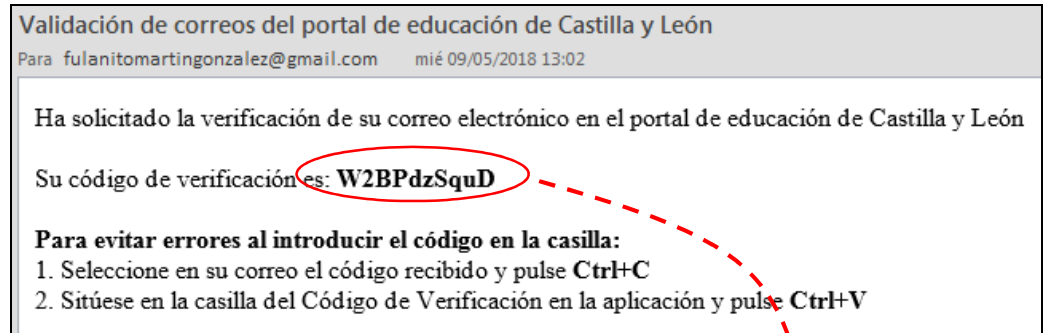 Validación de correos del portal de educación de Castilla y León
Para fulanitomartingonzalez@gmail.com mié 09/05/2018 13:02
Ha solicitado la verificación de su correo electrónico en el portal de educación de Castilla y León
Su código de verificación es: W2BPdzSquD
Para evitar errores al introducir el código en la casilla:
1. Seleccione en su correo el código recibido y pulse Ctrl+C
2. Sitúese en la casilla del Código de Verificación en la aplicación y pulse Ctrl+V